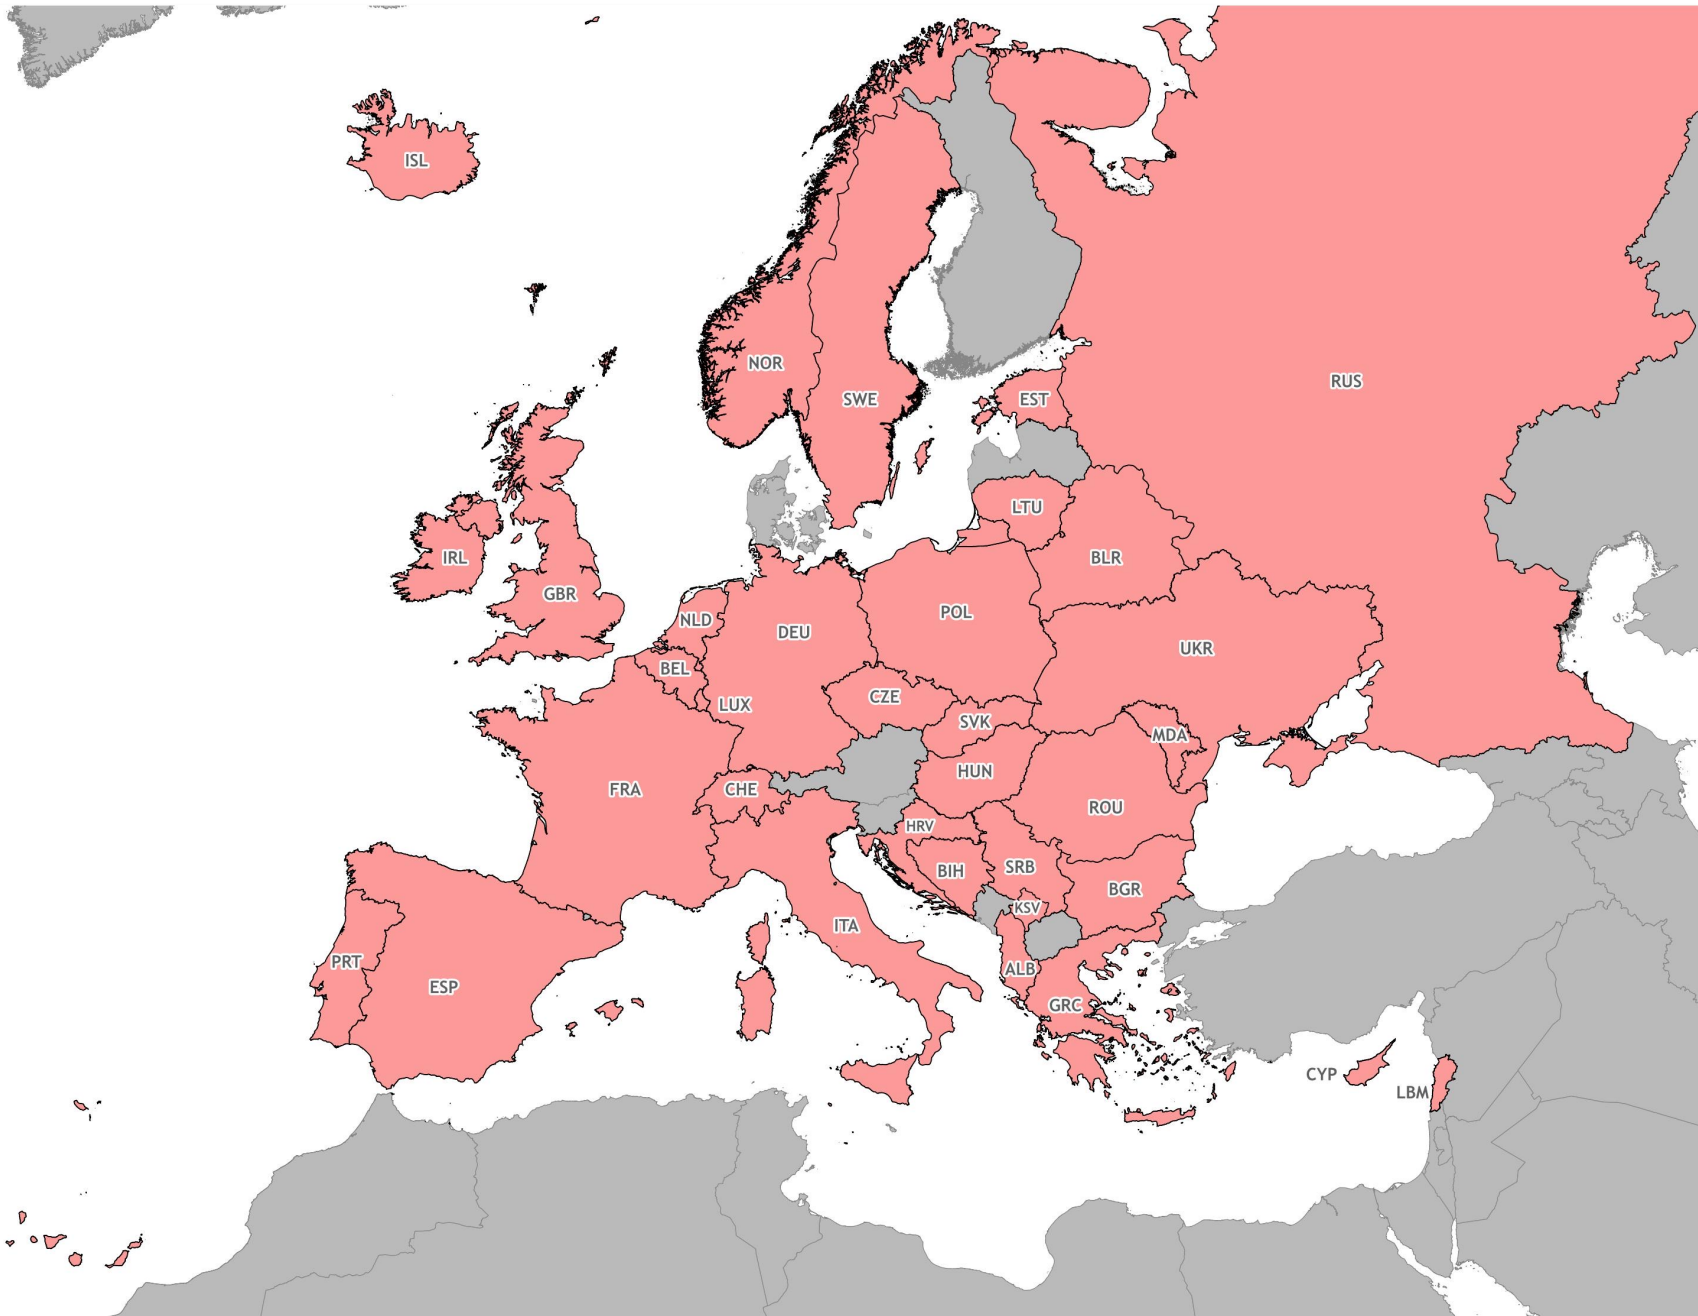 ISL
NOR
RUS
SWE
EST
LTU
IRL
BLR
GBR
POL
NLD
DEU
UKR
BEL
CZE
LUX
SVK
MDA
HUN
FRA
CHE
ROU
HRV
SRB
BIH
BGR
KSV
ITA
PRT
ALB
ESP
GRC
CYP
LBM